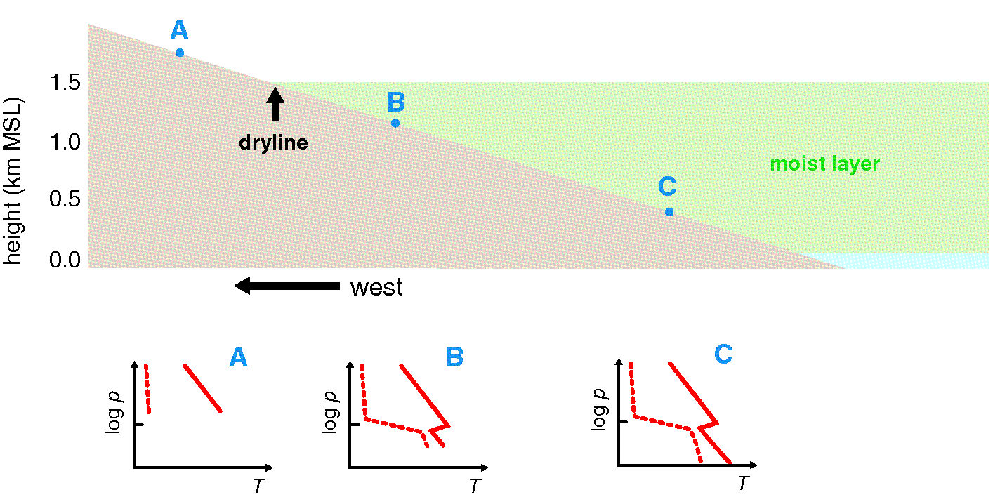 A
1.5
B
1.0
dryline
height (km MSL)
moist layer
C
0.5
0.0
west
A
B
C
log p
log p
log p
T
T
T